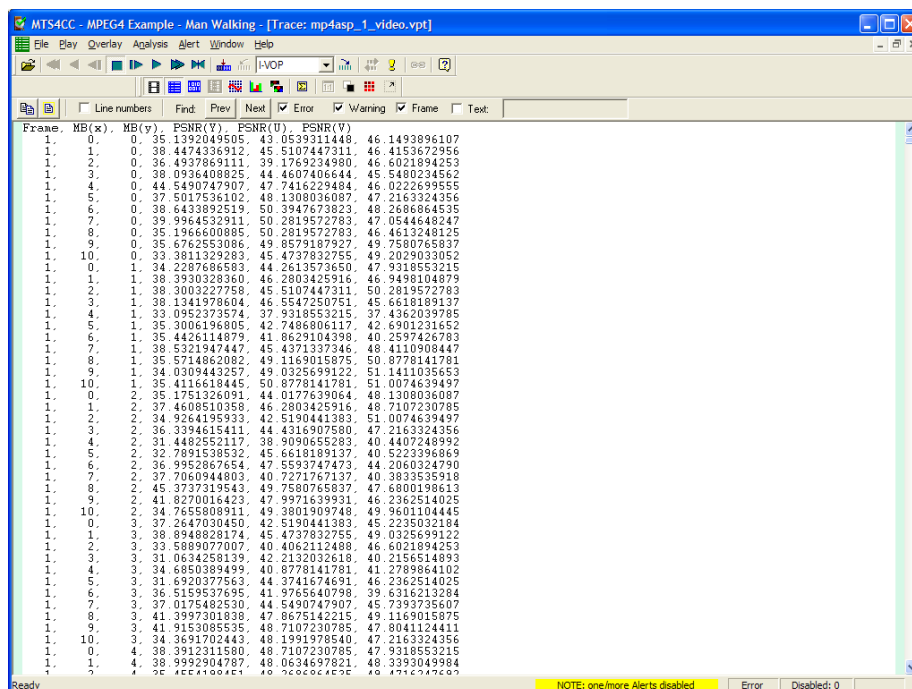 MTS4CC - MPEG4 Example - Man Walking - [Trace: mp4asp_1_video.vpt]
File Play Overlay Analysis Alert Window Help
I-VOP
Line numbers Find: Prev Next Error Warning Frame Text:
Frame, MB(x), MB(y), PSNR(Y), PSNR(U), PSNR(V)
1, 0, 0, 35.1392049505, 43.0539311448, 46.1493896107
1, 1, 0, 38.4474336912, 45.5107447311, 46.4153672956
1, 2, 0, 36.4937869111, 39.1769234980, 46.6021894253
1, 3, 0, 38.0936408825, 44.4607406644, 45.5480234562
1, 4, 0, 44.5490747907, 47.7416229484, 46.0222699555
1, 5, 0, 37.5017536102, 48.1308036087, 47.2163324356
1, 6, 0, 38.6433892519, 50.3947673823, 48.2686864535
1, 7, 0, 39.9964532911, 50.2819572783, 47.0544648247
1, 8, 0, 35.1966600885, 50.2819572783, 46.4613248125
1, 9, 0, 35.6762553086, 49.8579187927, 49.7580765837
1, 10, 0, 33.3811329283, 45.4737832755, 49.2029033052
1, 0, 1, 34.2287686583, 44.2613573650, 47.9318553215
1, 1, 1, 38.3930328360, 46.2803425916, 46.9498104879
1, 2, 1, 38.3003227758, 45.5107447311, 50.2819572783
1, 3, 1, 38.1341978604, 46.5547250751, 45.6618189137
1, 4, 1, 33.0952373574, 37.9318553215, 37.4362039785
1, 5, 1, 35.3006196805, 42.7486806117, 42.6901231652
1, 6, 1, 35.4426114879, 41.8629104398, 40.2597426783
1, 7, 1, 38.5321947447, 45.4371337346, 48.4110908447
1, 8, 1, 35.5714862082, 49.1169015875, 50.8778141781
1, 9, 1, 34.0309443257, 49.0325699122, 51.1411035653
1, 10, 1, 35.4116618445, 50.8778141781, 51.0074639497
1, 0, 2, 35.1751326091, 44.0177639064, 48.1308036087
1, 1, 2, 37.4608510358, 46.2803425916, 48.7107230785
1, 2, 2, 34.9264195933, 42.5190441383, 51.0074639497
1, 3, 2, 36.3394615411, 44.4316907580, 47.2163324356
1, 4, 2, 31.4482552117, 38.9090655283, 40.4407248992
1, 5, 2, 32.7891538532, 45.6618189137, 40.5223396869
1, 6, 2, 36.9952867654, 47.5593747473, 44.2060324790
1, 7, 2, 37.7060944803, 40.7271767137, 40.3833535918
1, 8, 2, 45.3737319543, 49.7580765837, 47.6800198613
1, 9, 2, 41.8270016423, 47.9971639931, 46.2362514025
1, 10, 2, 34.7655808911, 49.3801909748, 49.9601104445
1, 0, 3, 37.2647030450, 42.5190441383, 45.2235032184
1, 1, 3, 38.8948828174, 45.4737832755, 49.0325699122
1, 2, 3, 33.5889077007, 40.4062112488, 46.6021894253
1, 3, 3, 31.0634258139, 42.2132032618, 40.2156514893
1, 4, 3, 34.6850389499, 40.8778141781, 41.2789864102
1, 5, 3, 31.6920377563, 44.3741674691, 46.2362514025
1, 6, 3, 36.5159537695, 41.9765640798, 39.6316213284
1, 7, 3, 37.0175482530, 44.5490747907, 45.7393735607
1, 8, 3, 41.3997301838, 47.8675142215, 49.1169015875
1, 9, 3, 41.9153085535, 48.7107230785, 47.8041124411
1, 10, 3, 34.3691702443, 48.1991978540, 47.2163324356
1, 0, 4, 38.3912311580, 48.7107230785, 47.9318553215
1, 1, 4, 38.9992904787, 48.0634697821, 48.3393049984
Ready NOTE: one/more Alerts disabled Error Disabled: 0